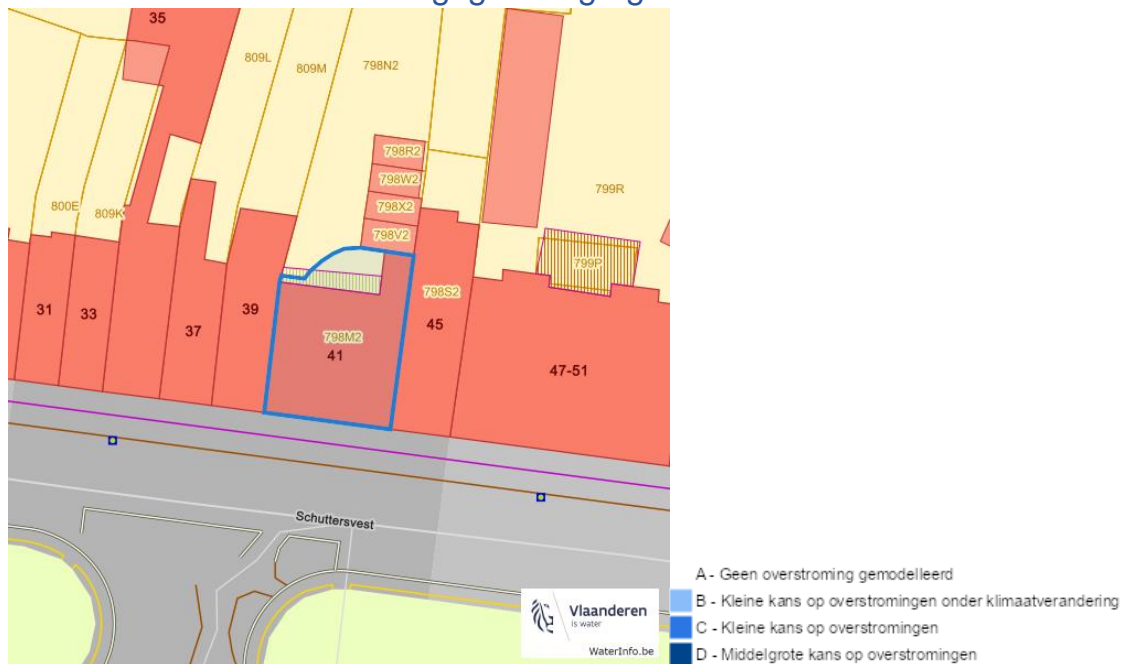 35
809L
809M
798N2
798R2
798W2
799R
800E
809K
798X2
798V2
799P
798S2
31
33
37
39
798M2
41
45
47-51
Schuttersvest
A - Geen overstroming gemodelleerd
B - Kleine kans op overstromingen onder klimaatverandering
C - Kleine kans op overstromingen
D - Middelgrote kans op overstromingen
Vlaanderen
is water
WaterInfo.be